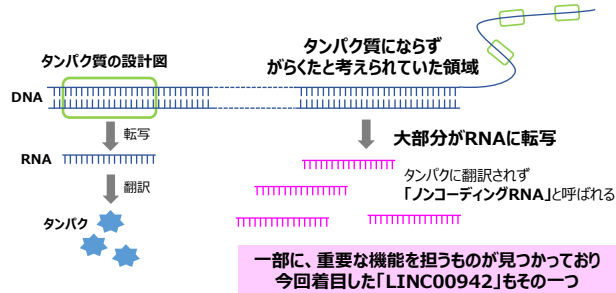 タンパク質の設計図
タンパク質にならず
がらくたと考えられていた領域
DNA
転写
大部分がRNAに転写
RNA
タンパクに翻訳されず
「ノンコーディングRNA」と呼ばれる
翻訳
タンパク
一部に、重要な機能を担うものが見つかっており
今回着目した「LINC00942」もその一つ